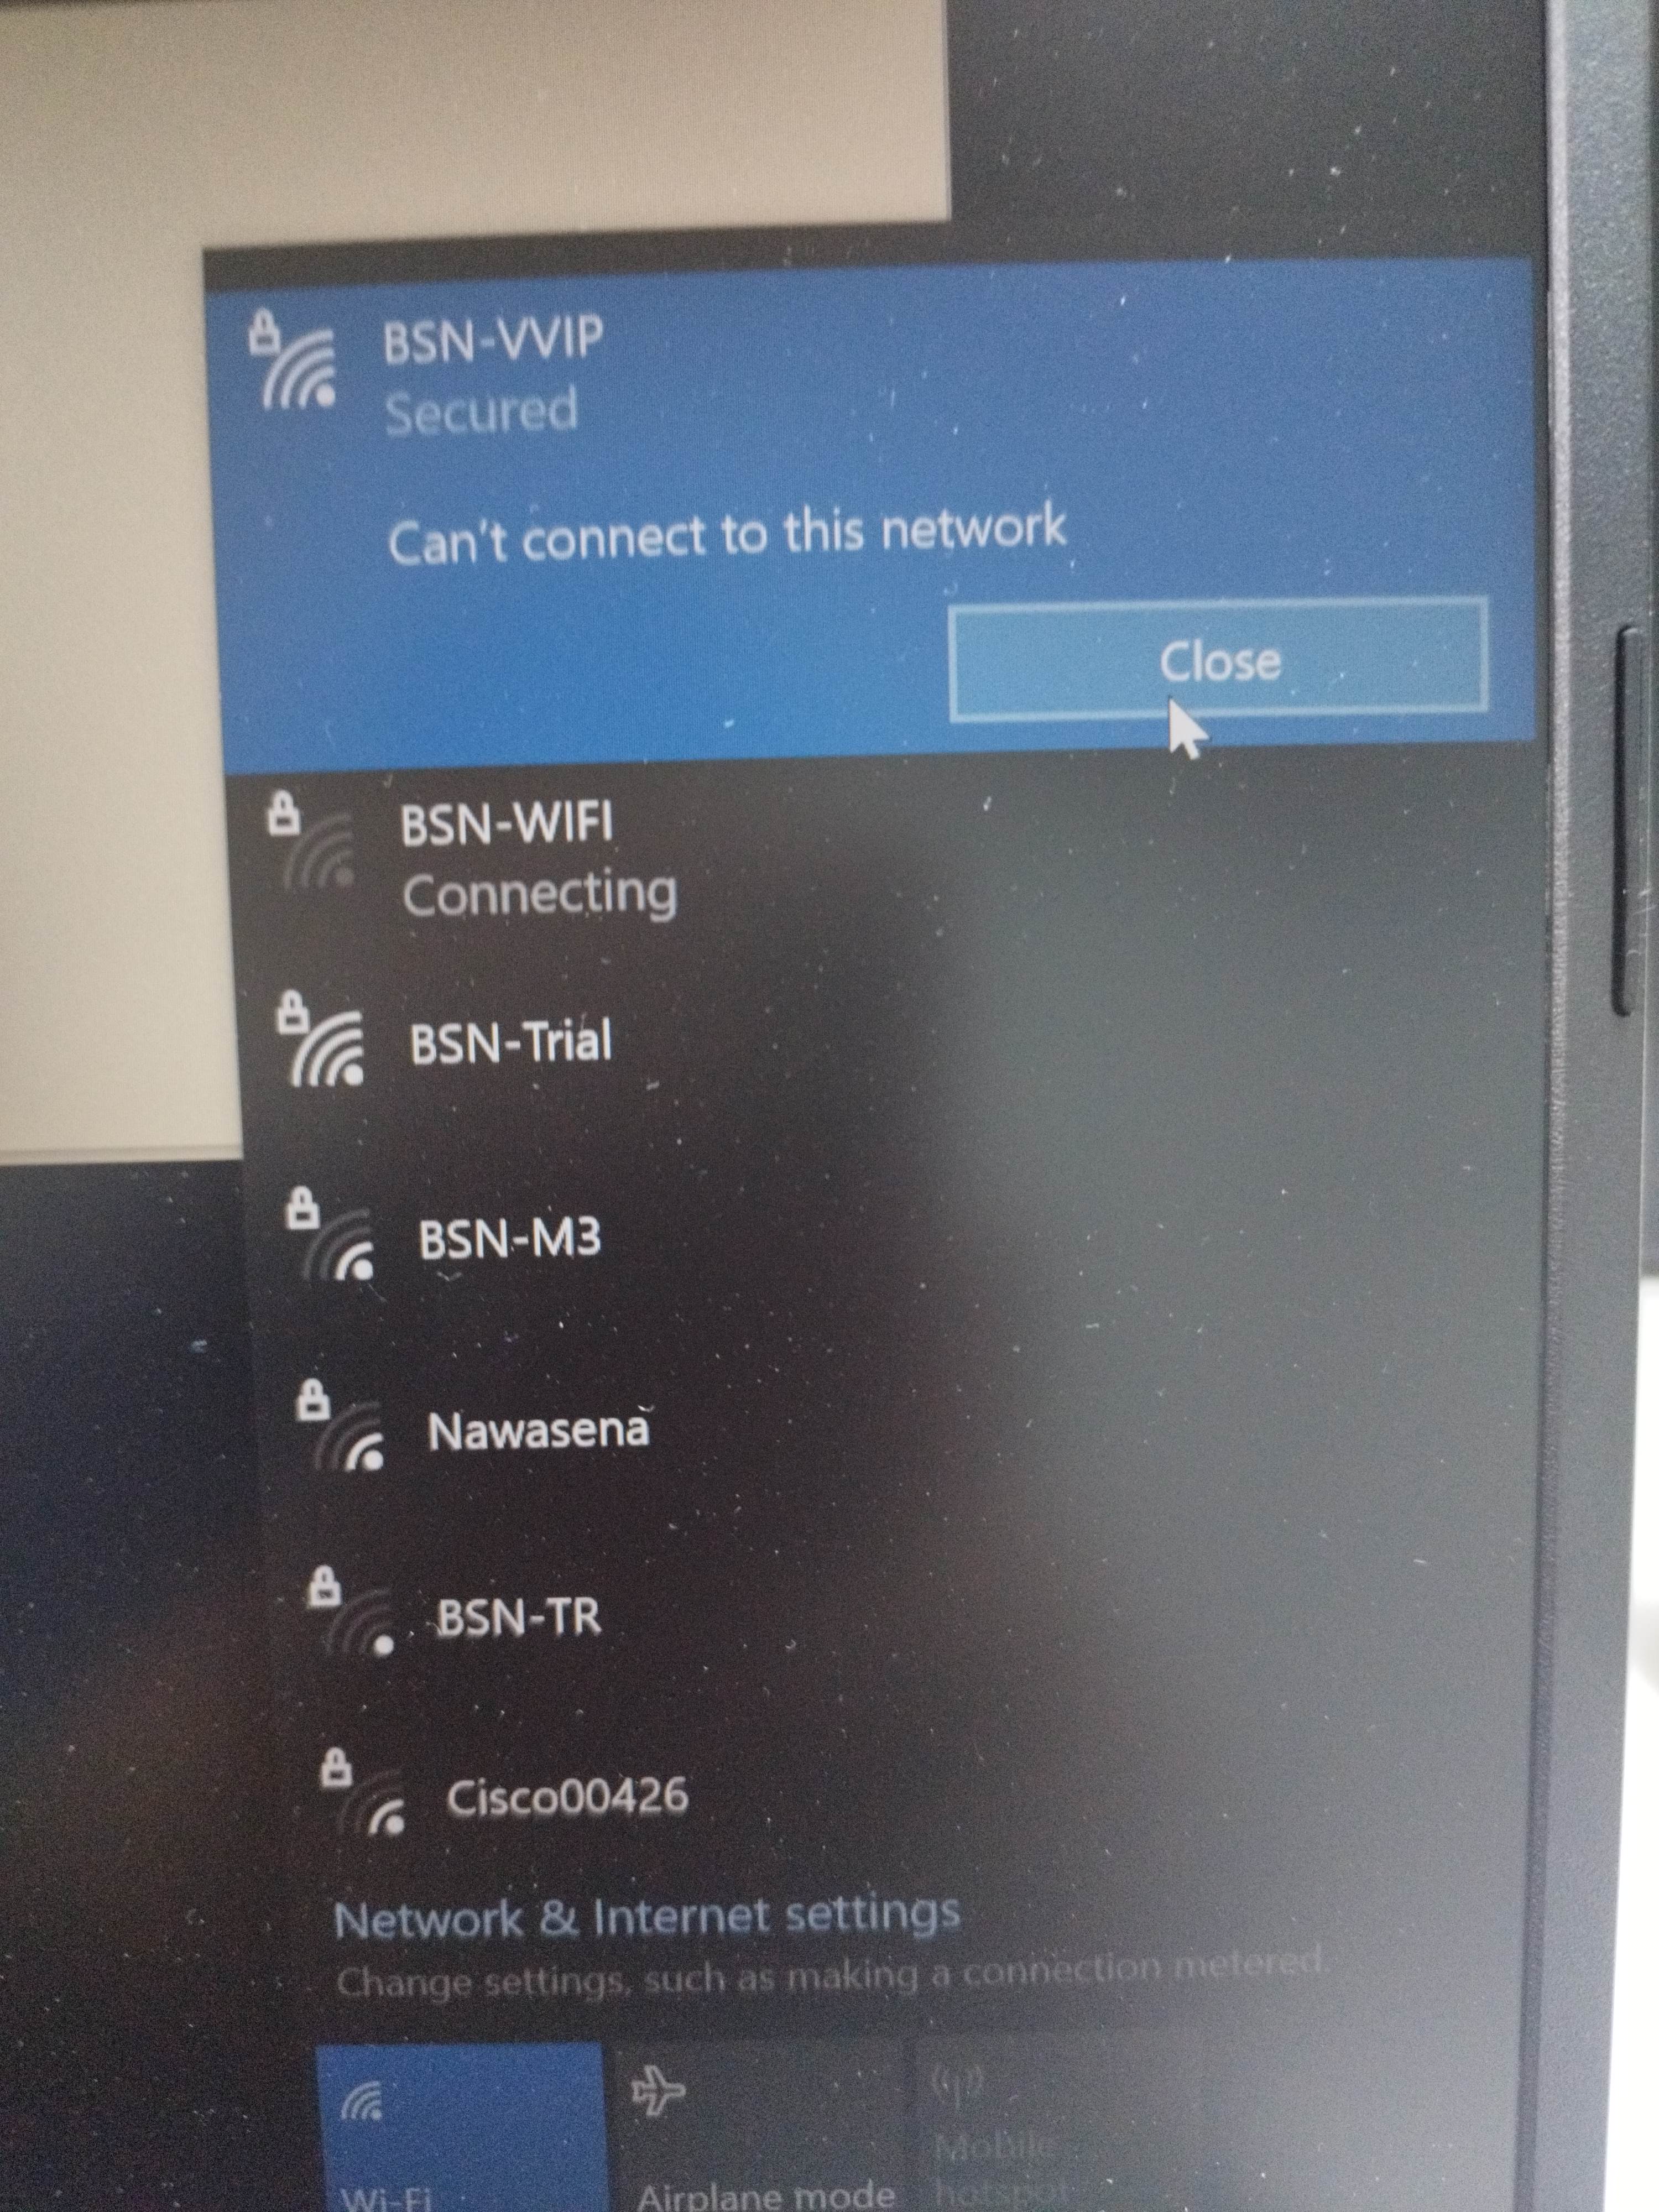 BSN-VVIP
Secured
Can't connect to this network
Close
BSN-WIFI
Connecting
BSN-Trial
BSN-M3
Nawasena
BSN-TR
Cisco00426
Network & Internet settings
Change settings, such as making a connection metered.
Wi-Fi
Airplane mode
Mobile
hotspot